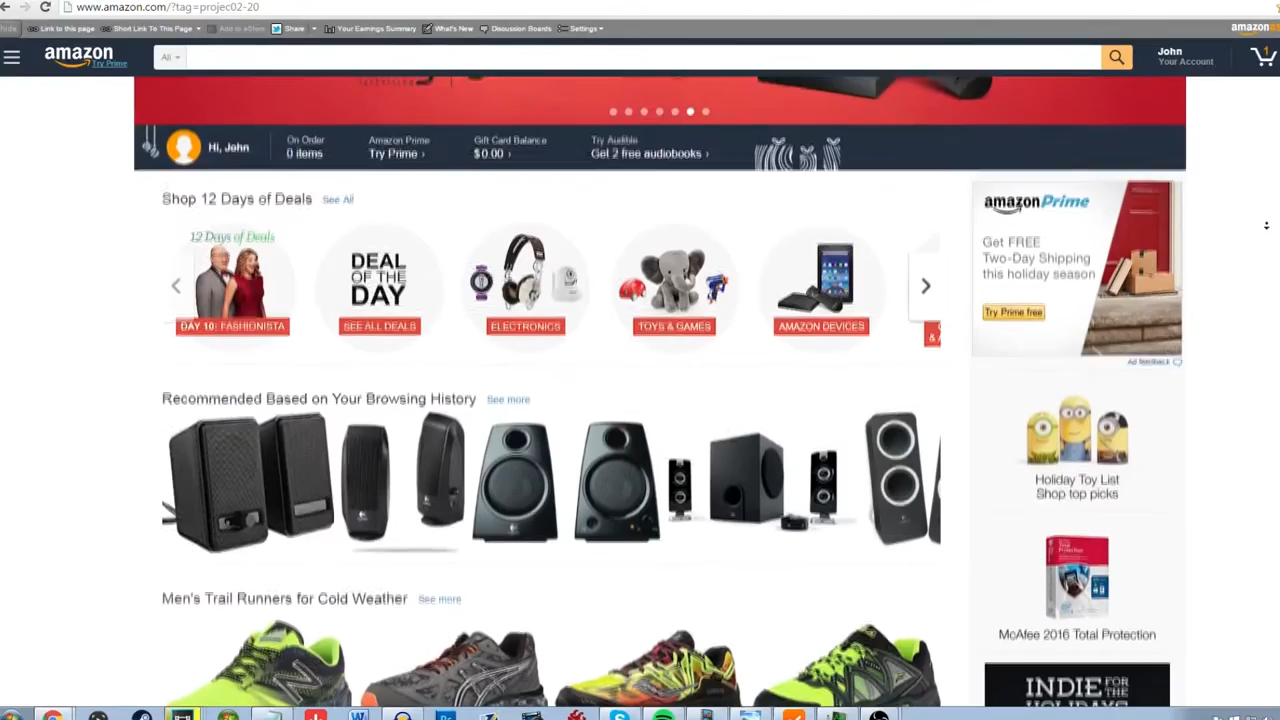 www.amazon.com/?tag=projec02-20
Link to this page
Short Link To This Page
Add to aStore
Share
Your Earnings Summary
What's New
Discussion Boards
Settings
amazon
amazon
Try Prime
All
John
Your Account
1
Hi, John
On Order
0 items
Amazon Prime
Try Prime ›
Gift Card Balance
$0.00 ›
Try Audible
Get 2 free audiobooks ›
Shop 12 Days of Deals See All
12 Days of Deals
DAY 10: FASHIONISTA
DEAL
OF THE
DAY
SEE ALL DEALS
ELECTRONICS
TOYS & GAMES
AMAZON DEVICES
amazonPrime
Get FREE
Two-Day Shipping
this holiday season
Try Prime free
Ad feedback
Recommended Based on Your Browsing History See more
Holiday Toy List
Shop top picks
Men's Trail Runners for Cold Weather See more
McAfee 2016 Total Protection
INDIE FOR THE
HOLIDAYS